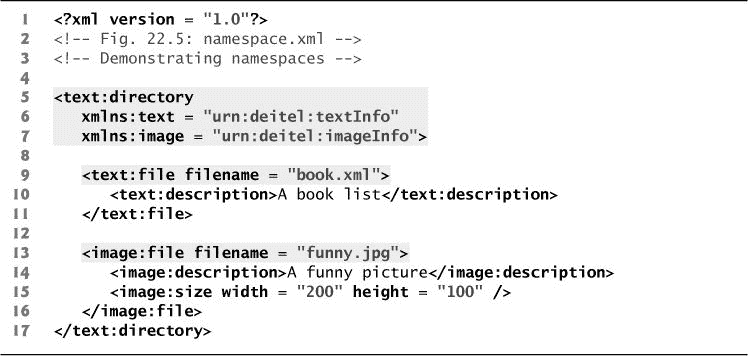 1 <?xml version = "1.0"?>
2 <!-- Fig. 22.5: namespace.xml -->
3 <!-- Demonstrating namespaces -->
4
5 <text:directory
6 xmlns:text = "urn:deitel:textInfo"
7 xmlns:image = "urn:deitel:imageInfo">
8
9 <text:file filename = "book.xml">
10 <text:description>A book list</text:description>
11 </text:file>
12
13 <image:file filename = "funny.jpg">
14 <image:description>A funny picture</image:description>
15 <image:size width = "200" height = "100" />
16 </image:file>
17 </text:directory>